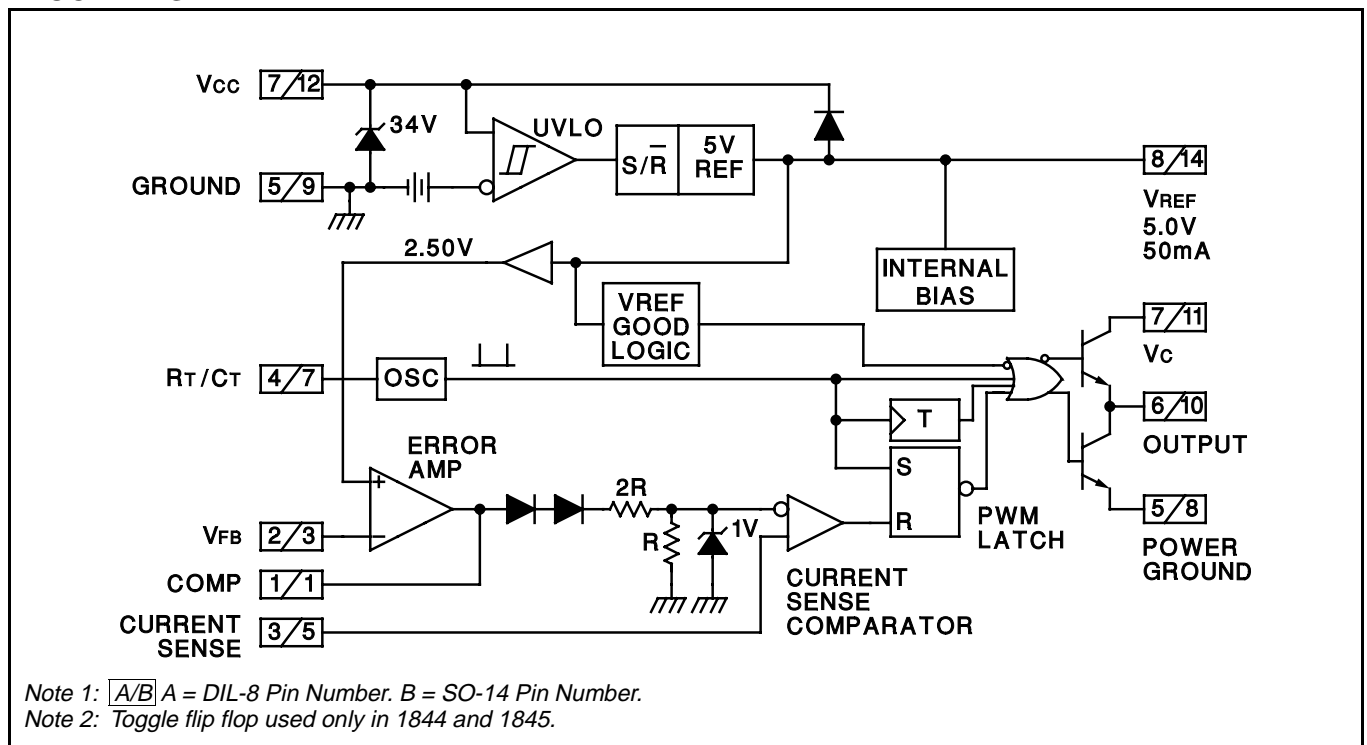 Vcc
7/12
34V
UVLO
S/R̅
5V
REF
GROUND
5/9
8/14
VREF
5.0V
50mA
2.50V
INTERNAL
BIAS
VREF
GOOD
LOGIC
7/11
Vc
RT/CT
4/7
OSC
T
6/10
OUTPUT
ERROR
AMP
+
−
S
R
PWM
LATCH
2R
R
1V
VFB
2/3
5/8
POWER
GROUND
COMP
1/1
CURRENT
SENSE
COMPARATOR
CURRENT
SENSE
3/5
Note 1: A/B A = DIL-8 Pin Number. B = SO-14 Pin Number.
Note 2: Toggle flip flop used only in 1844 and 1845.